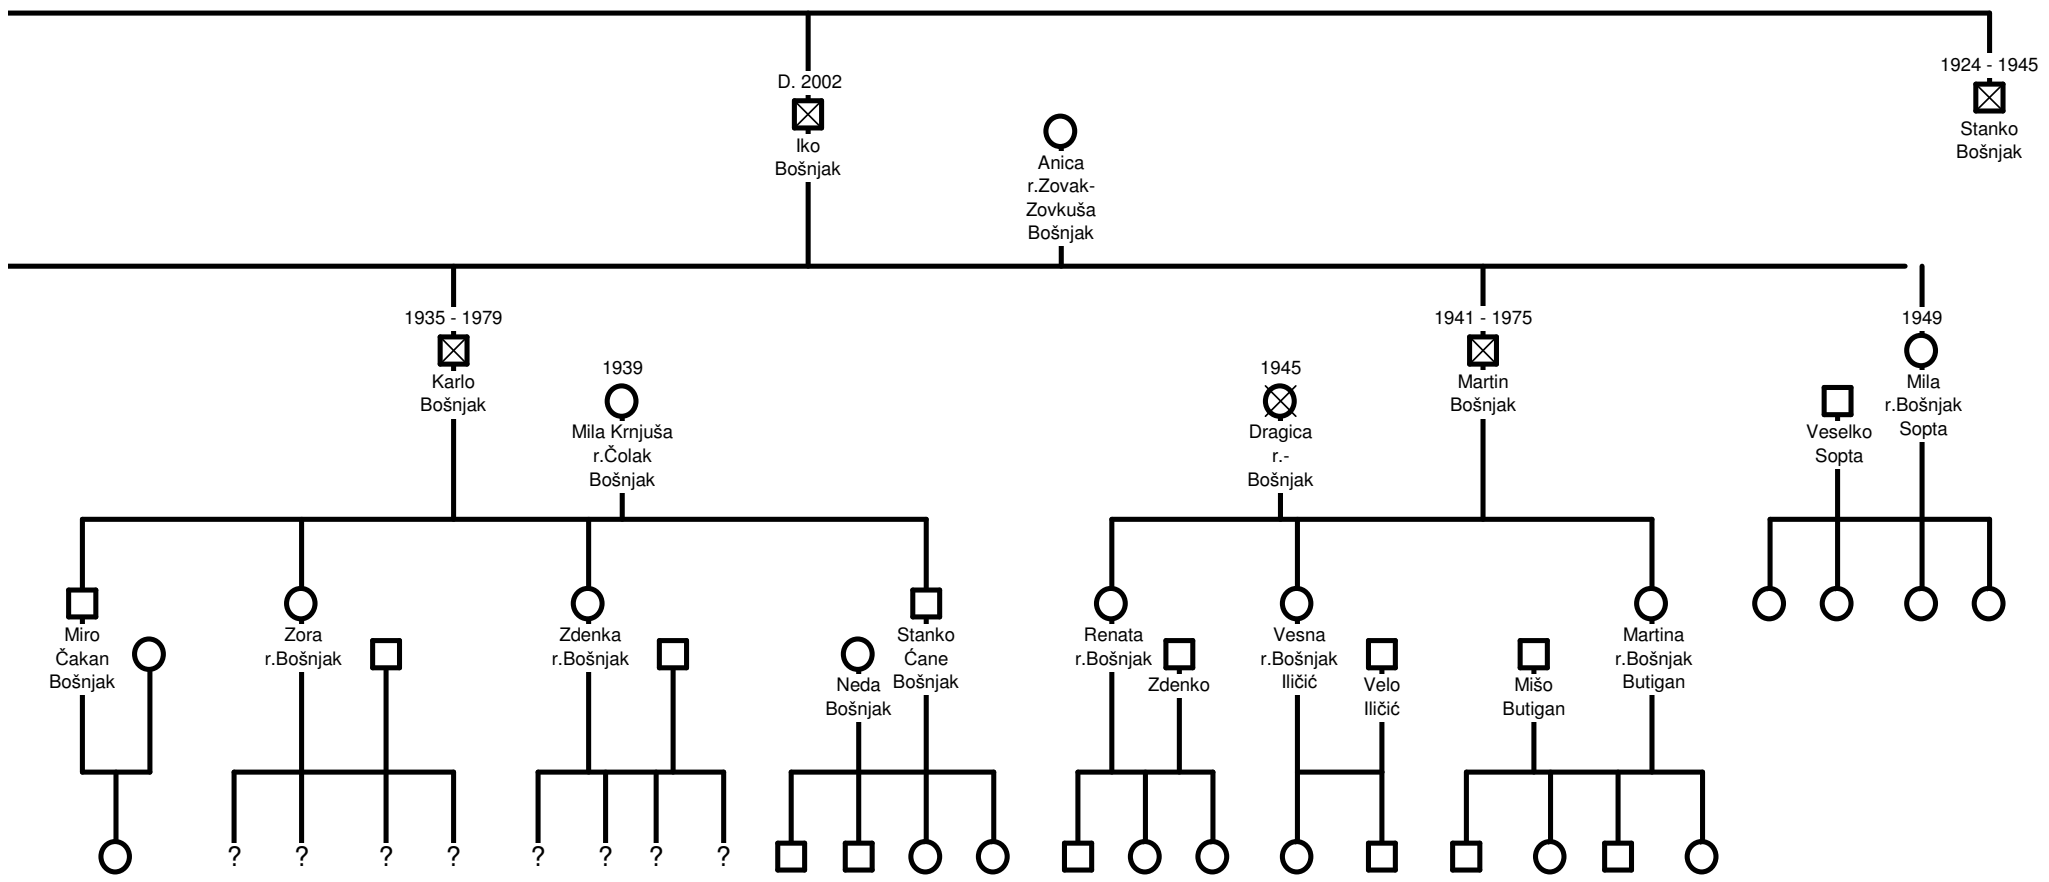 D. 2002
Iko
Bošnjak
Anica
r.Zovak-
Zovkuša
Bošnjak
1924 - 1945
Stanko
Bošnjak
1935 - 1979
Karlo
Bošnjak
1939
Mila Krnjuša
r.Čolak
Bošnjak
1945
Dragica
r.-
Bošnjak
1941 - 1975
Martin
Bošnjak
Veselko
Sopta
1949
Mila
r.Bošnjak
Sopta
Miro
Čakan
Bošnjak
Zora
r.Bošnjak
Zdenka
r.Bošnjak
Neda
Bošnjak
Stanko
Ćane
Bošnjak
Renata
r.Bošnjak
Zdenko
Vesna
r.Bošnjak
Iličić
Velo
Iličić
Mišo
Butigan
Martina
r.Bošnjak
Butigan
? ? ? ? ? ? ? ?